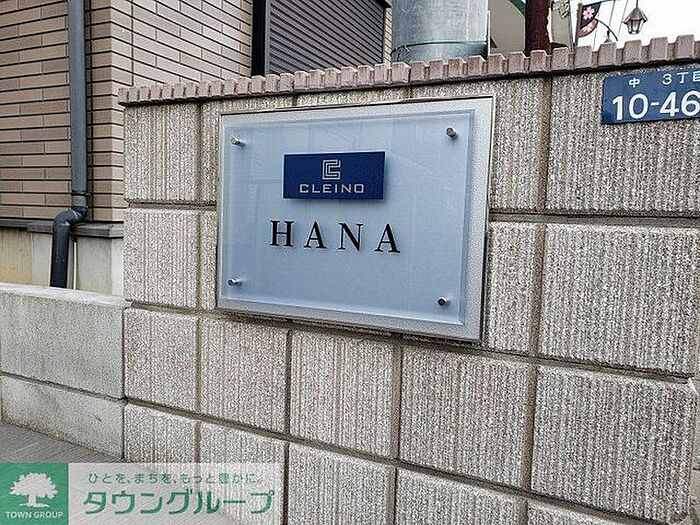 CLEINO
HANA
中 3丁目
10-46
ひとを、まちを、もっと豊かに。
タウングループ
TOWN GROUP